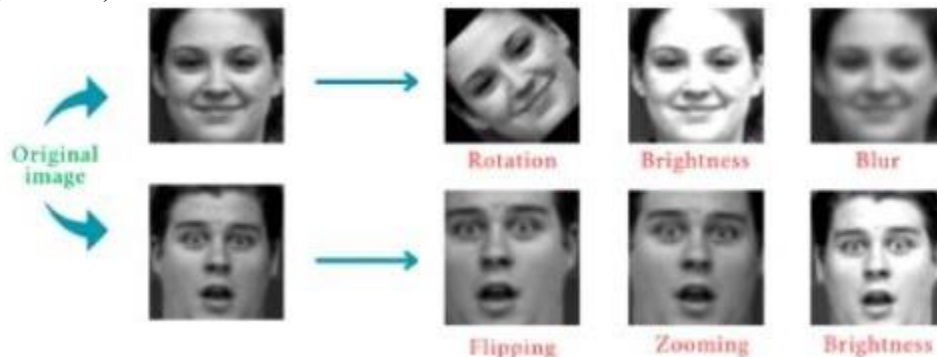 Rotation
Brightness
Blur
Original
image
Flipping
Zooming
Brightness